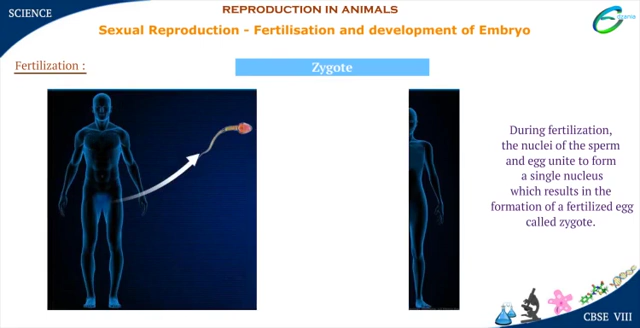 SCIENCE
REPRODUCTION IN ANIMALS
Sexual Reproduction - Fertilisation and development of Embryo
Fertilization :
Zygote
During fertilization,
the nuclei of the sperm
and egg unite to form
a single nucleus
which results in the
formation of a fertilized egg
called zygote.
CBSE VIII